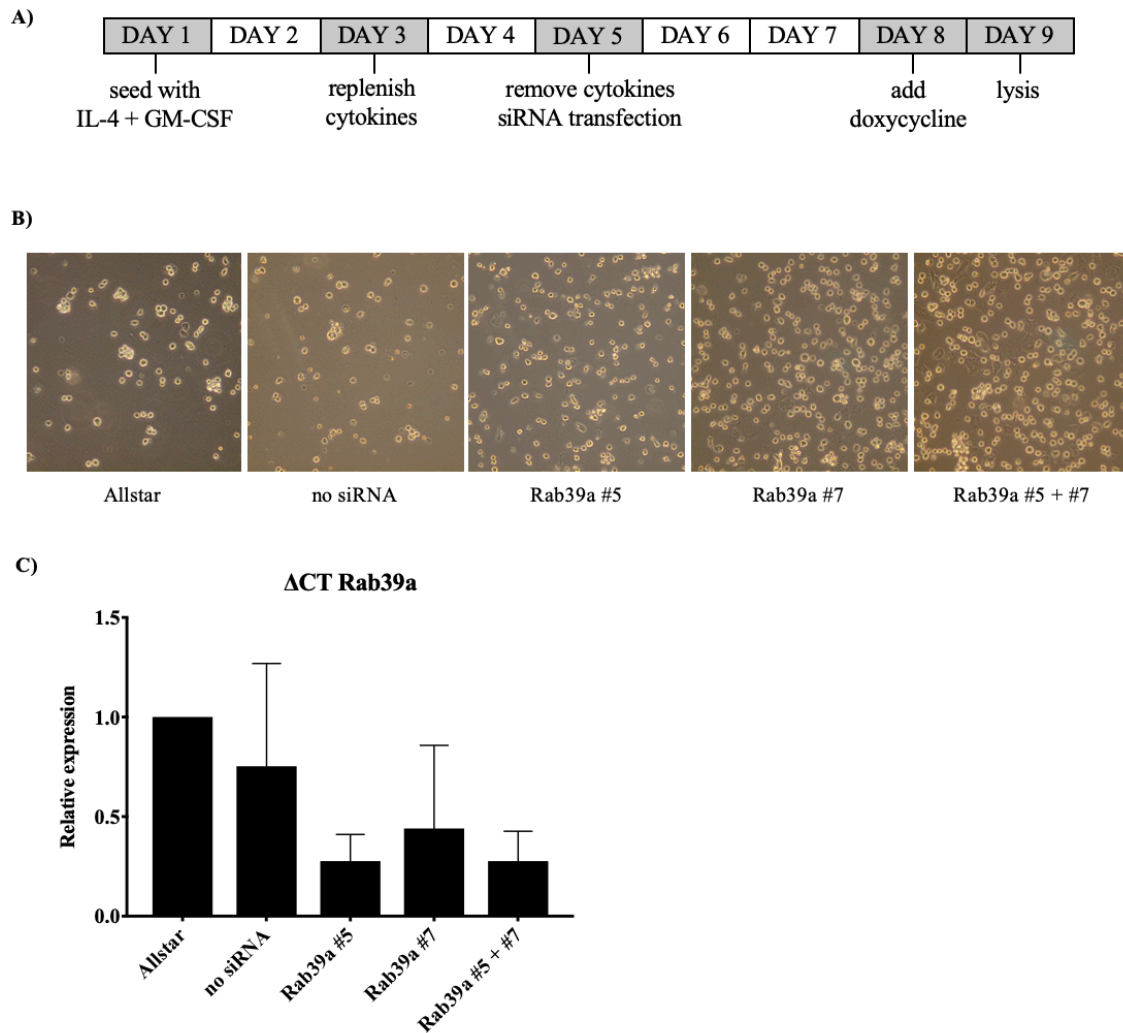 A)
DAY 1 DAY 2 DAY 3 DAY 4 DAY 5 DAY 6 DAY 7 DAY 8 DAY 9
seed with
IL-4 + GM-CSF
replenish
cytokines
remove cytokines
siRNA transfection
add
doxycycline
lysis
B)
Allstar no siRNA Rab39a #5 Rab39a #7 Rab39a #5 + #7
C)
ΔCT Rab39a
Relative expression
1.5
1.0
0.5
0.0
Allstar
no siRNA
Rab39a #5
Rab39a #7
Rab39a #5 + #7